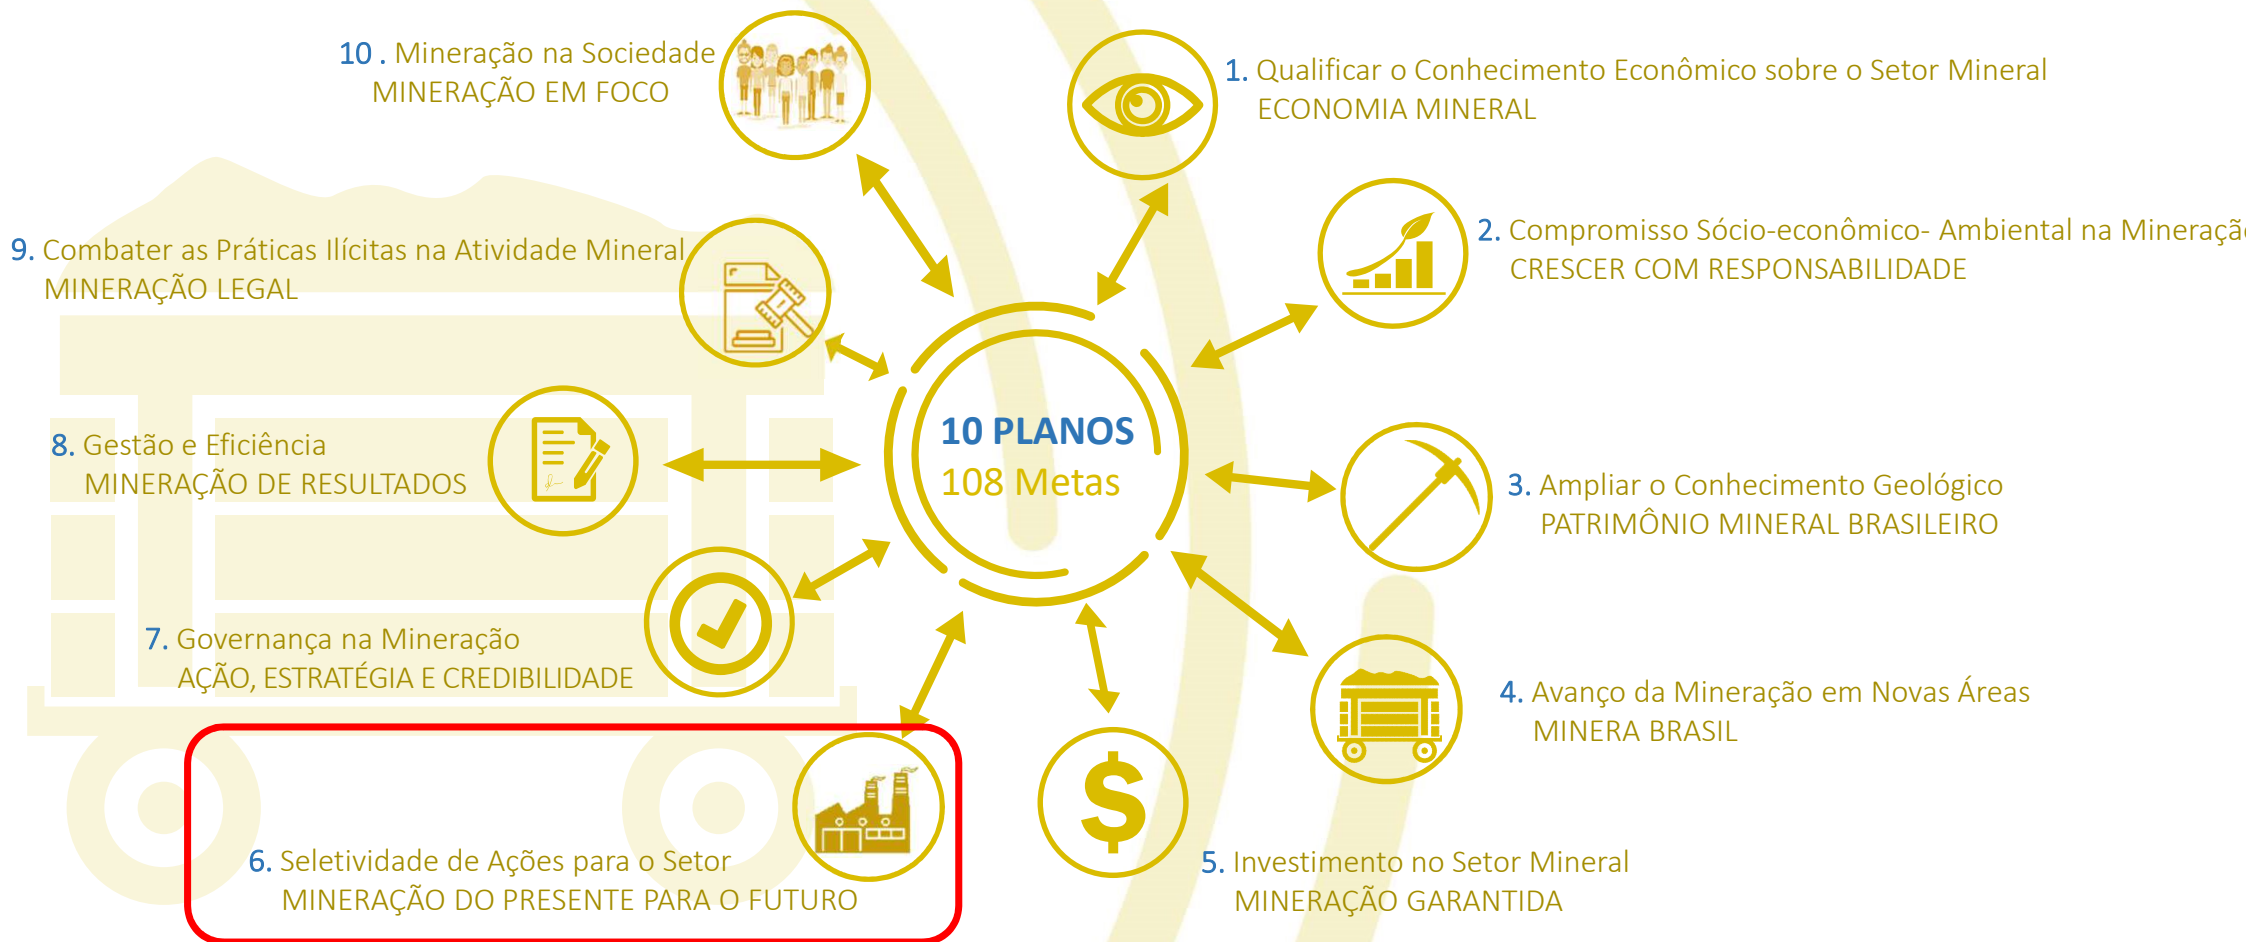 10 . Mineração na Sociedade
MINERAÇÃO EM FOCO
1. Qualificar o Conhecimento Econômico sobre o Setor Mineral
ECONOMIA MINERAL
9. Combater as Práticas Ilícitas na Atividade Mineral
MINERAÇÃO LEGAL
2. Compromisso Sócio-econômico- Ambiental na Mineração
CRESCER COM RESPONSABILIDADE
8. Gestão e Eficiência
MINERAÇÃO DE RESULTADOS
10 PLANOS
108 Metas
3. Ampliar o Conhecimento Geológico
PATRIMÔNIO MINERAL BRASILEIRO
7. Governança na Mineração
AÇÃO, ESTRATÉGIA E CREDIBILIDADE
4. Avanço da Mineração em Novas Áreas
MINERA BRASIL
6. Seletividade de Ações para o Setor
MINERAÇÃO DO PRESENTE PARA O FUTURO
5. Investimento no Setor Mineral
MINERAÇÃO GARANTIDA